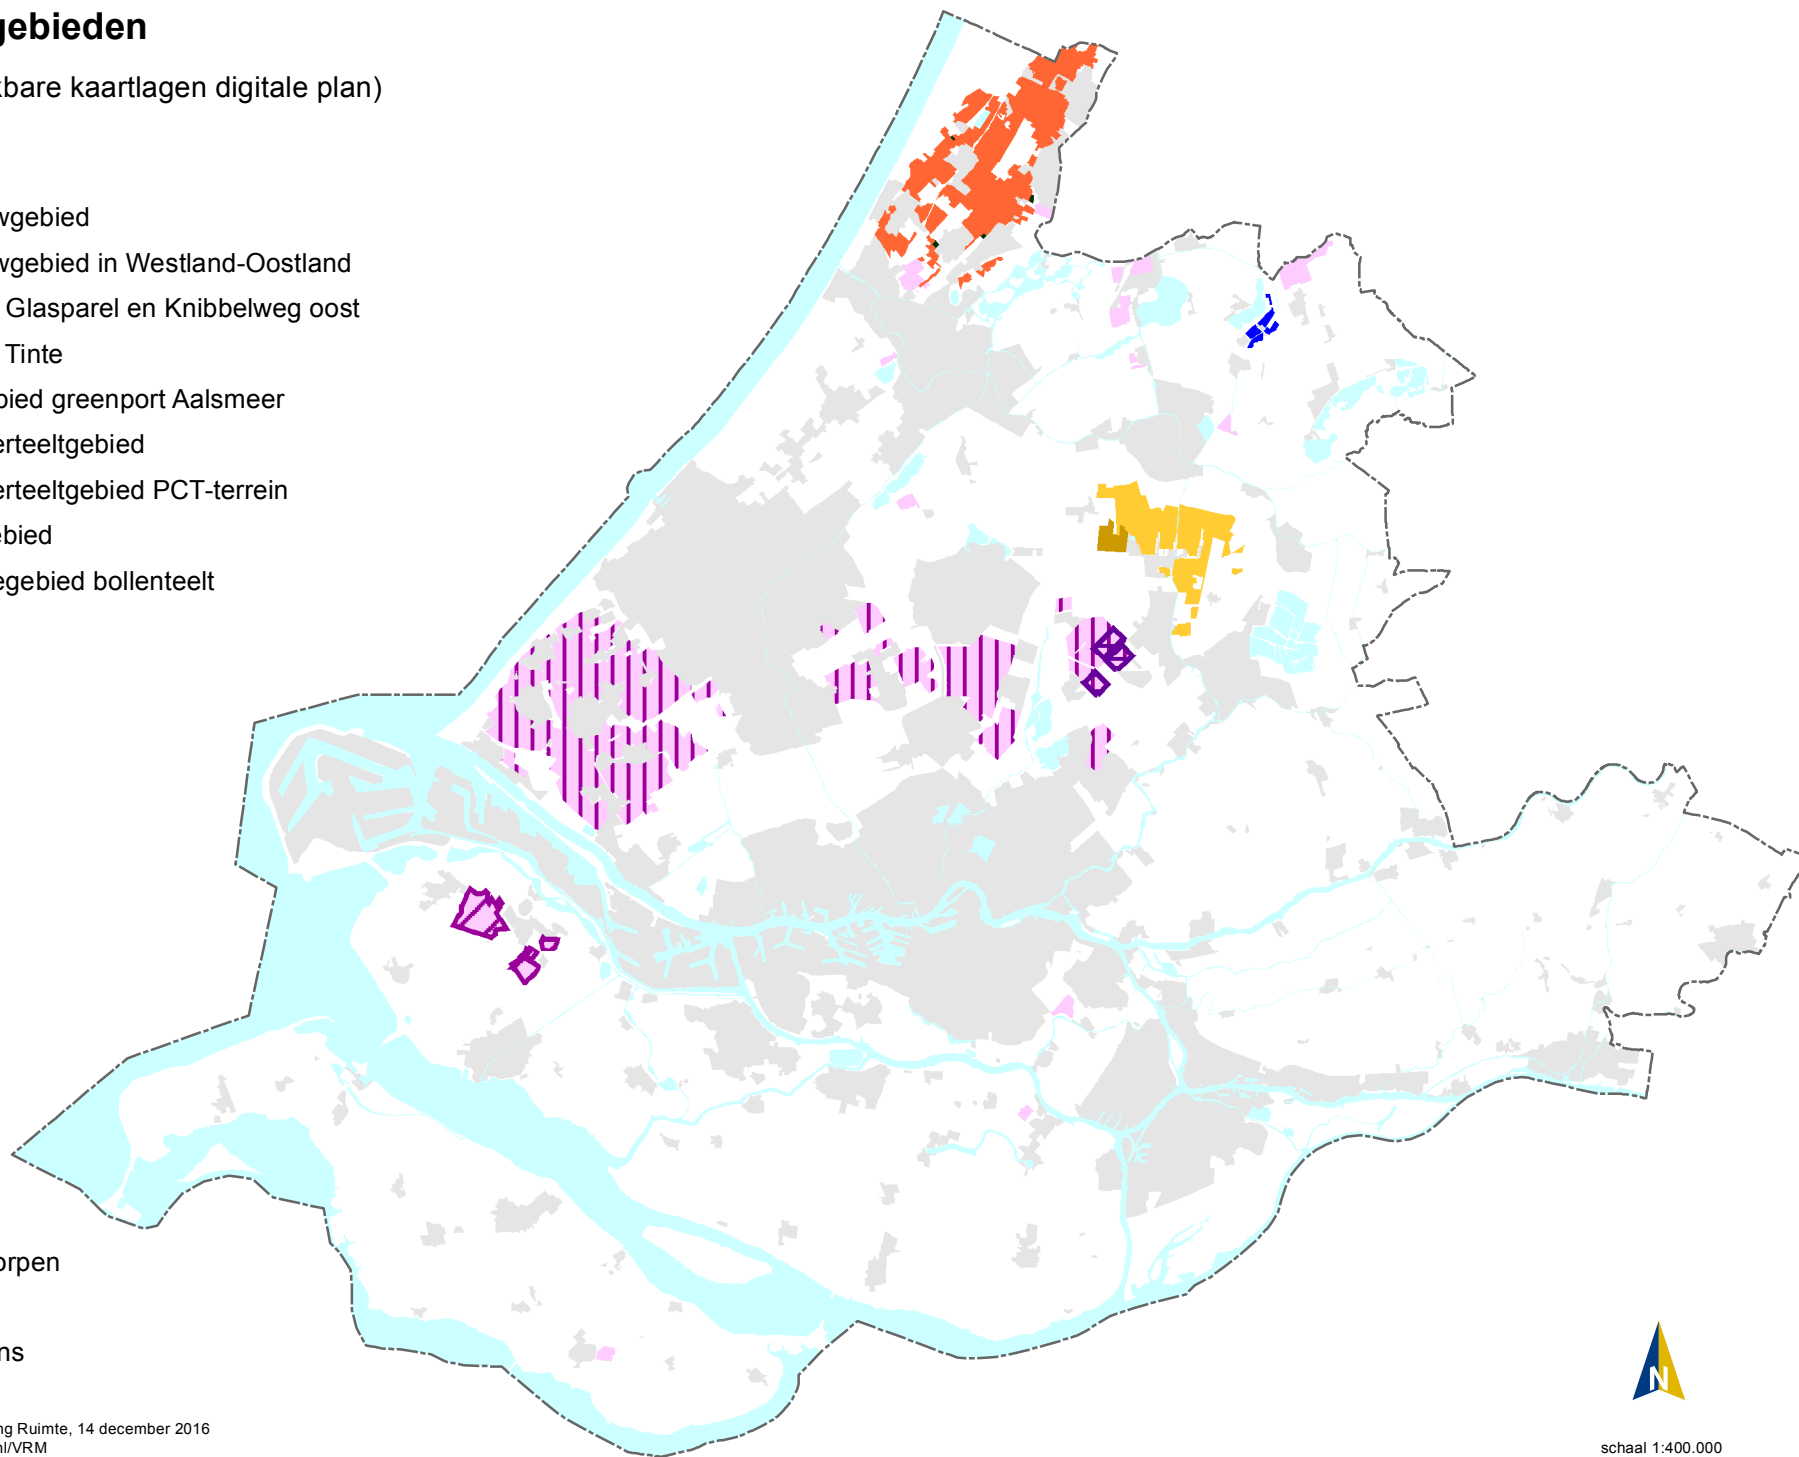 gebieden
kbare kaartlagen digitale plan)
wgebied
wgebied in Westland-Oostland
Glasparel en Knibbelweg oost
Tinte
bied greenport Aalsmeer
erteeltgebied
erteeltgebied PCT-terrein
ebied
egebied bollenteelt
orpen
ns
ng Ruimte, 14 december 2016
nl/VRM
N
schaal 1:400.000